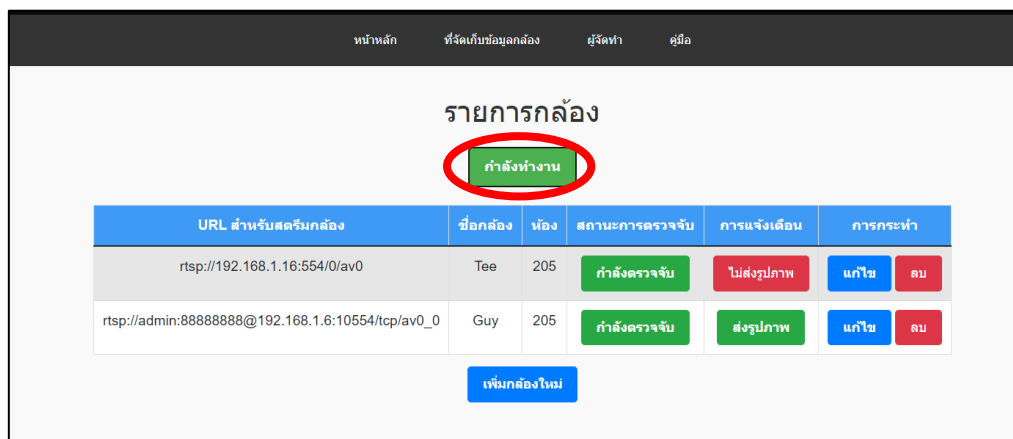 หน้าหลัก ที่จัดเก็บข้อมูลกล้อง ผู้จัดทำ คู่มือ
รายการกล้อง
กำลังทำงาน
URL สำหรับสตรีมกล้อง ชื่อกล้อง ห้อง สถานะการตรวจจับ การแจ้งเตือน การกระทำ
rtsp://192.168.1.16:554/0/av0 Tee 205 กำลังตรวจจับ ไม่ส่งรูปภาพ แก้ไข ลบ
rtsp://admin:88888888@192.168.1.6:10554/tcp/av0_0 Guy 205 กำลังตรวจจับ ส่งรูปภาพ แก้ไข ลบ
เพิ่มกล้องใหม่